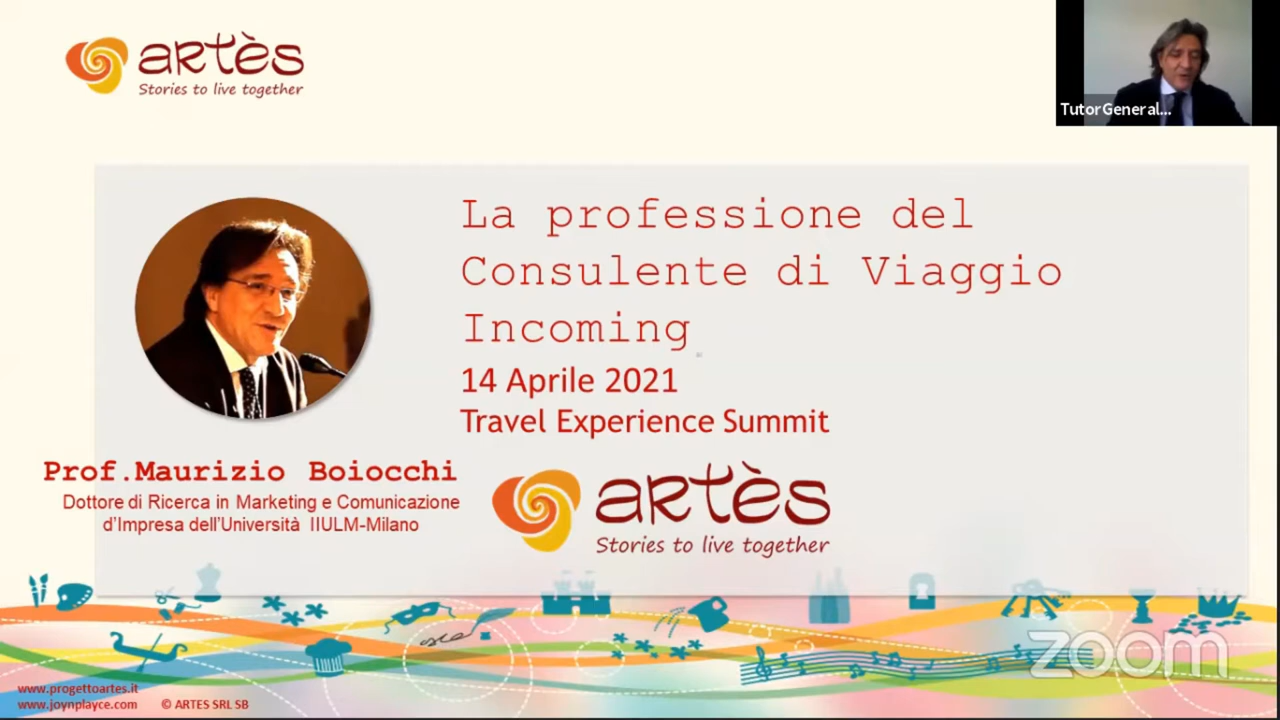 artès
Stories to live together
TutorGeneral...
La professione del
Consulente di Viaggio
Incoming
14 Aprile 2021
Travel Experience Summit
Prof.Maurizio Boiocchi
Dottore di Ricerca in Marketing e Comunicazione
d'Impresa dell'Università IIULM-Milano
artès
Stories to live together
zoom
www.progettoartes.it
www.joynplayce.com © ARTES SRL SB